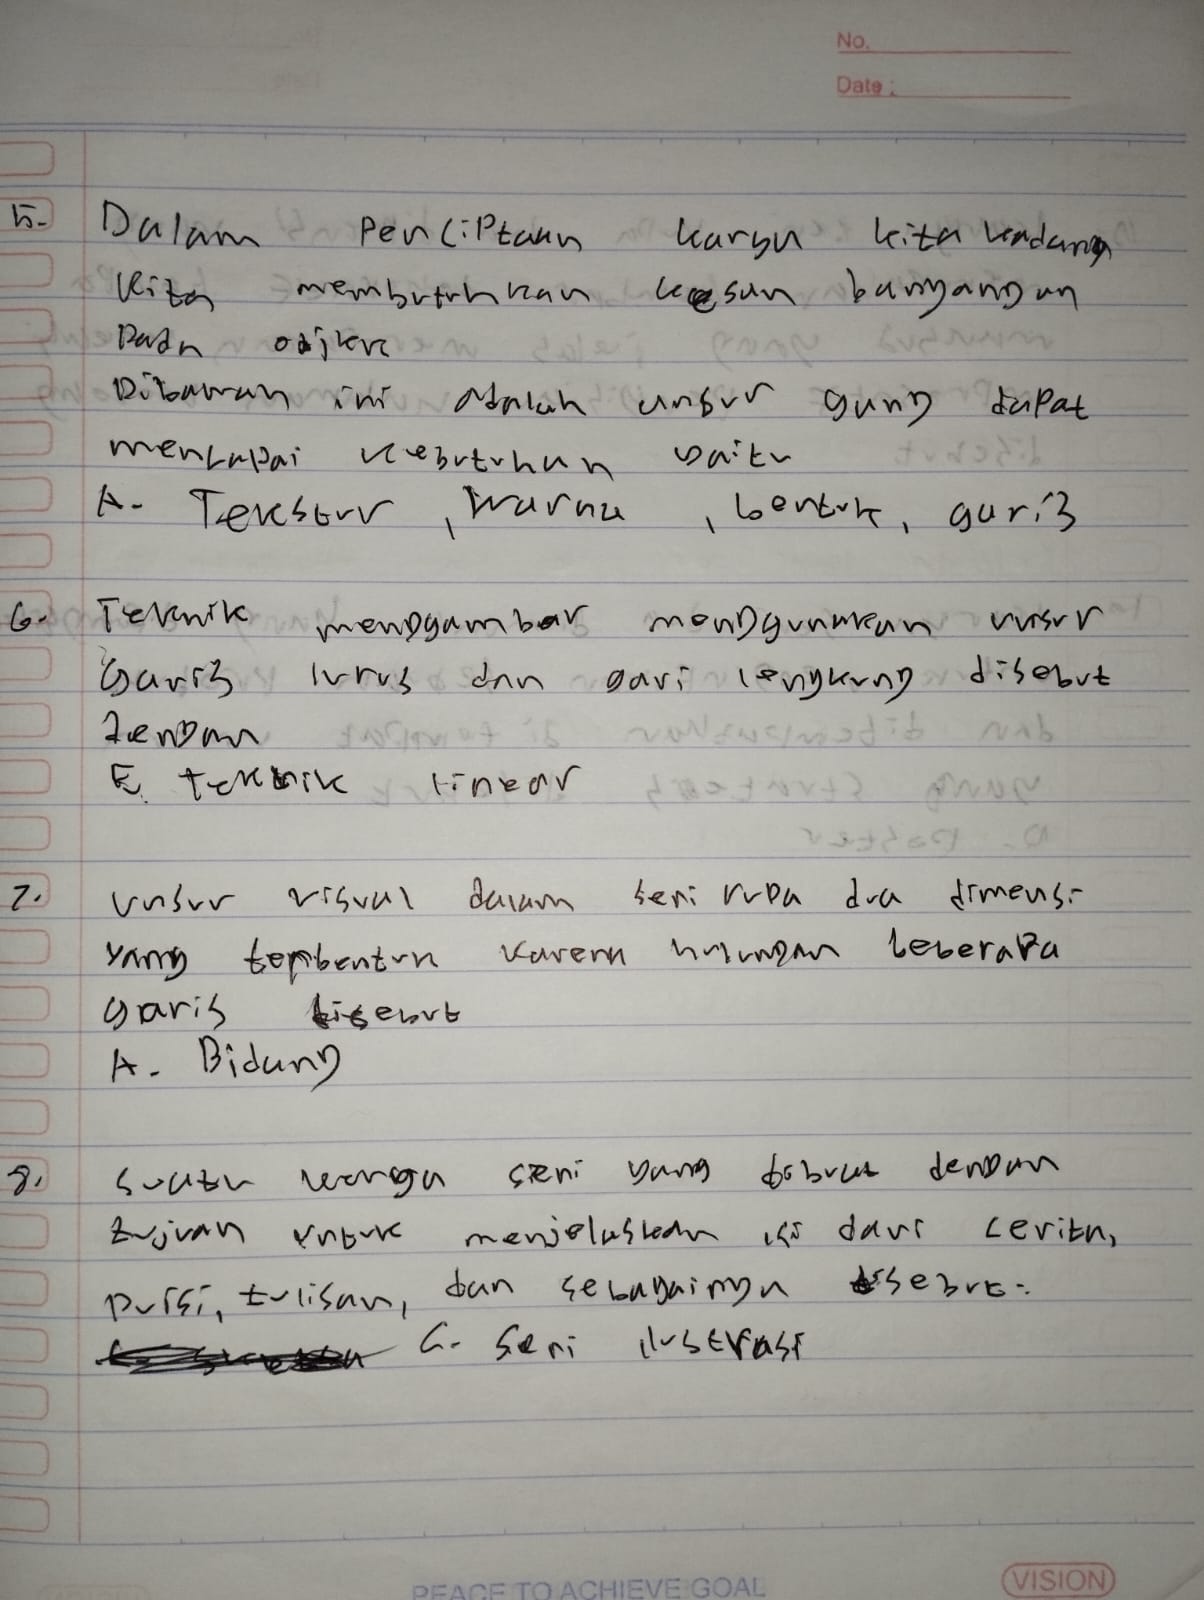 No.
Date :
5. Dalam Penciptaan karya kita kadang
kita membutuhkan kesan bayangan
pada objek
Dibawah ini adalah unsur yang dapat
mencapai kebutuhan yaitu
A. Tekstur, Warna, bentuk, garis
6. Teknik menggambar menggunakan unsur
garis lurus dan gari lengkung disebut
dengan
E. teknik linear
7. unsur visual dalam seni rupa dua dimensi
yang terbentuk karena hubungan beberapa
garis disebut
A. Bidang
8. Suatu seni yang dibuat dengan
tujuan untuk menjelaskan isi dari cerita,
puisi, tulisan, dan sebagainya disebut:
C. Seni ilustrasi
PEACE TO ACHIEVE GOAL
VISION